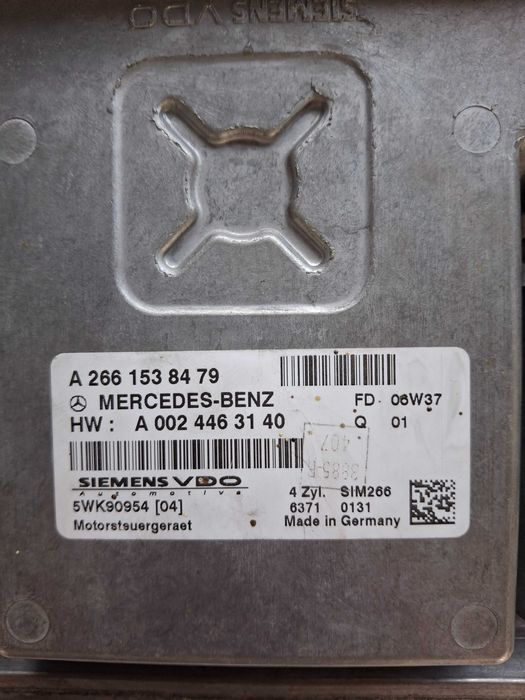 SIEMENS VDO
A 266 153 84 79
MERCEDES-BENZ FD 06W37
HW : A 002 446 31 40 Q 01
3885-R
407
SIEMENS VDO
Automotive 4 Zyl. SIM266
5WK90954 [04] 6371 0131
Motorsteuergeraet Made in Germany